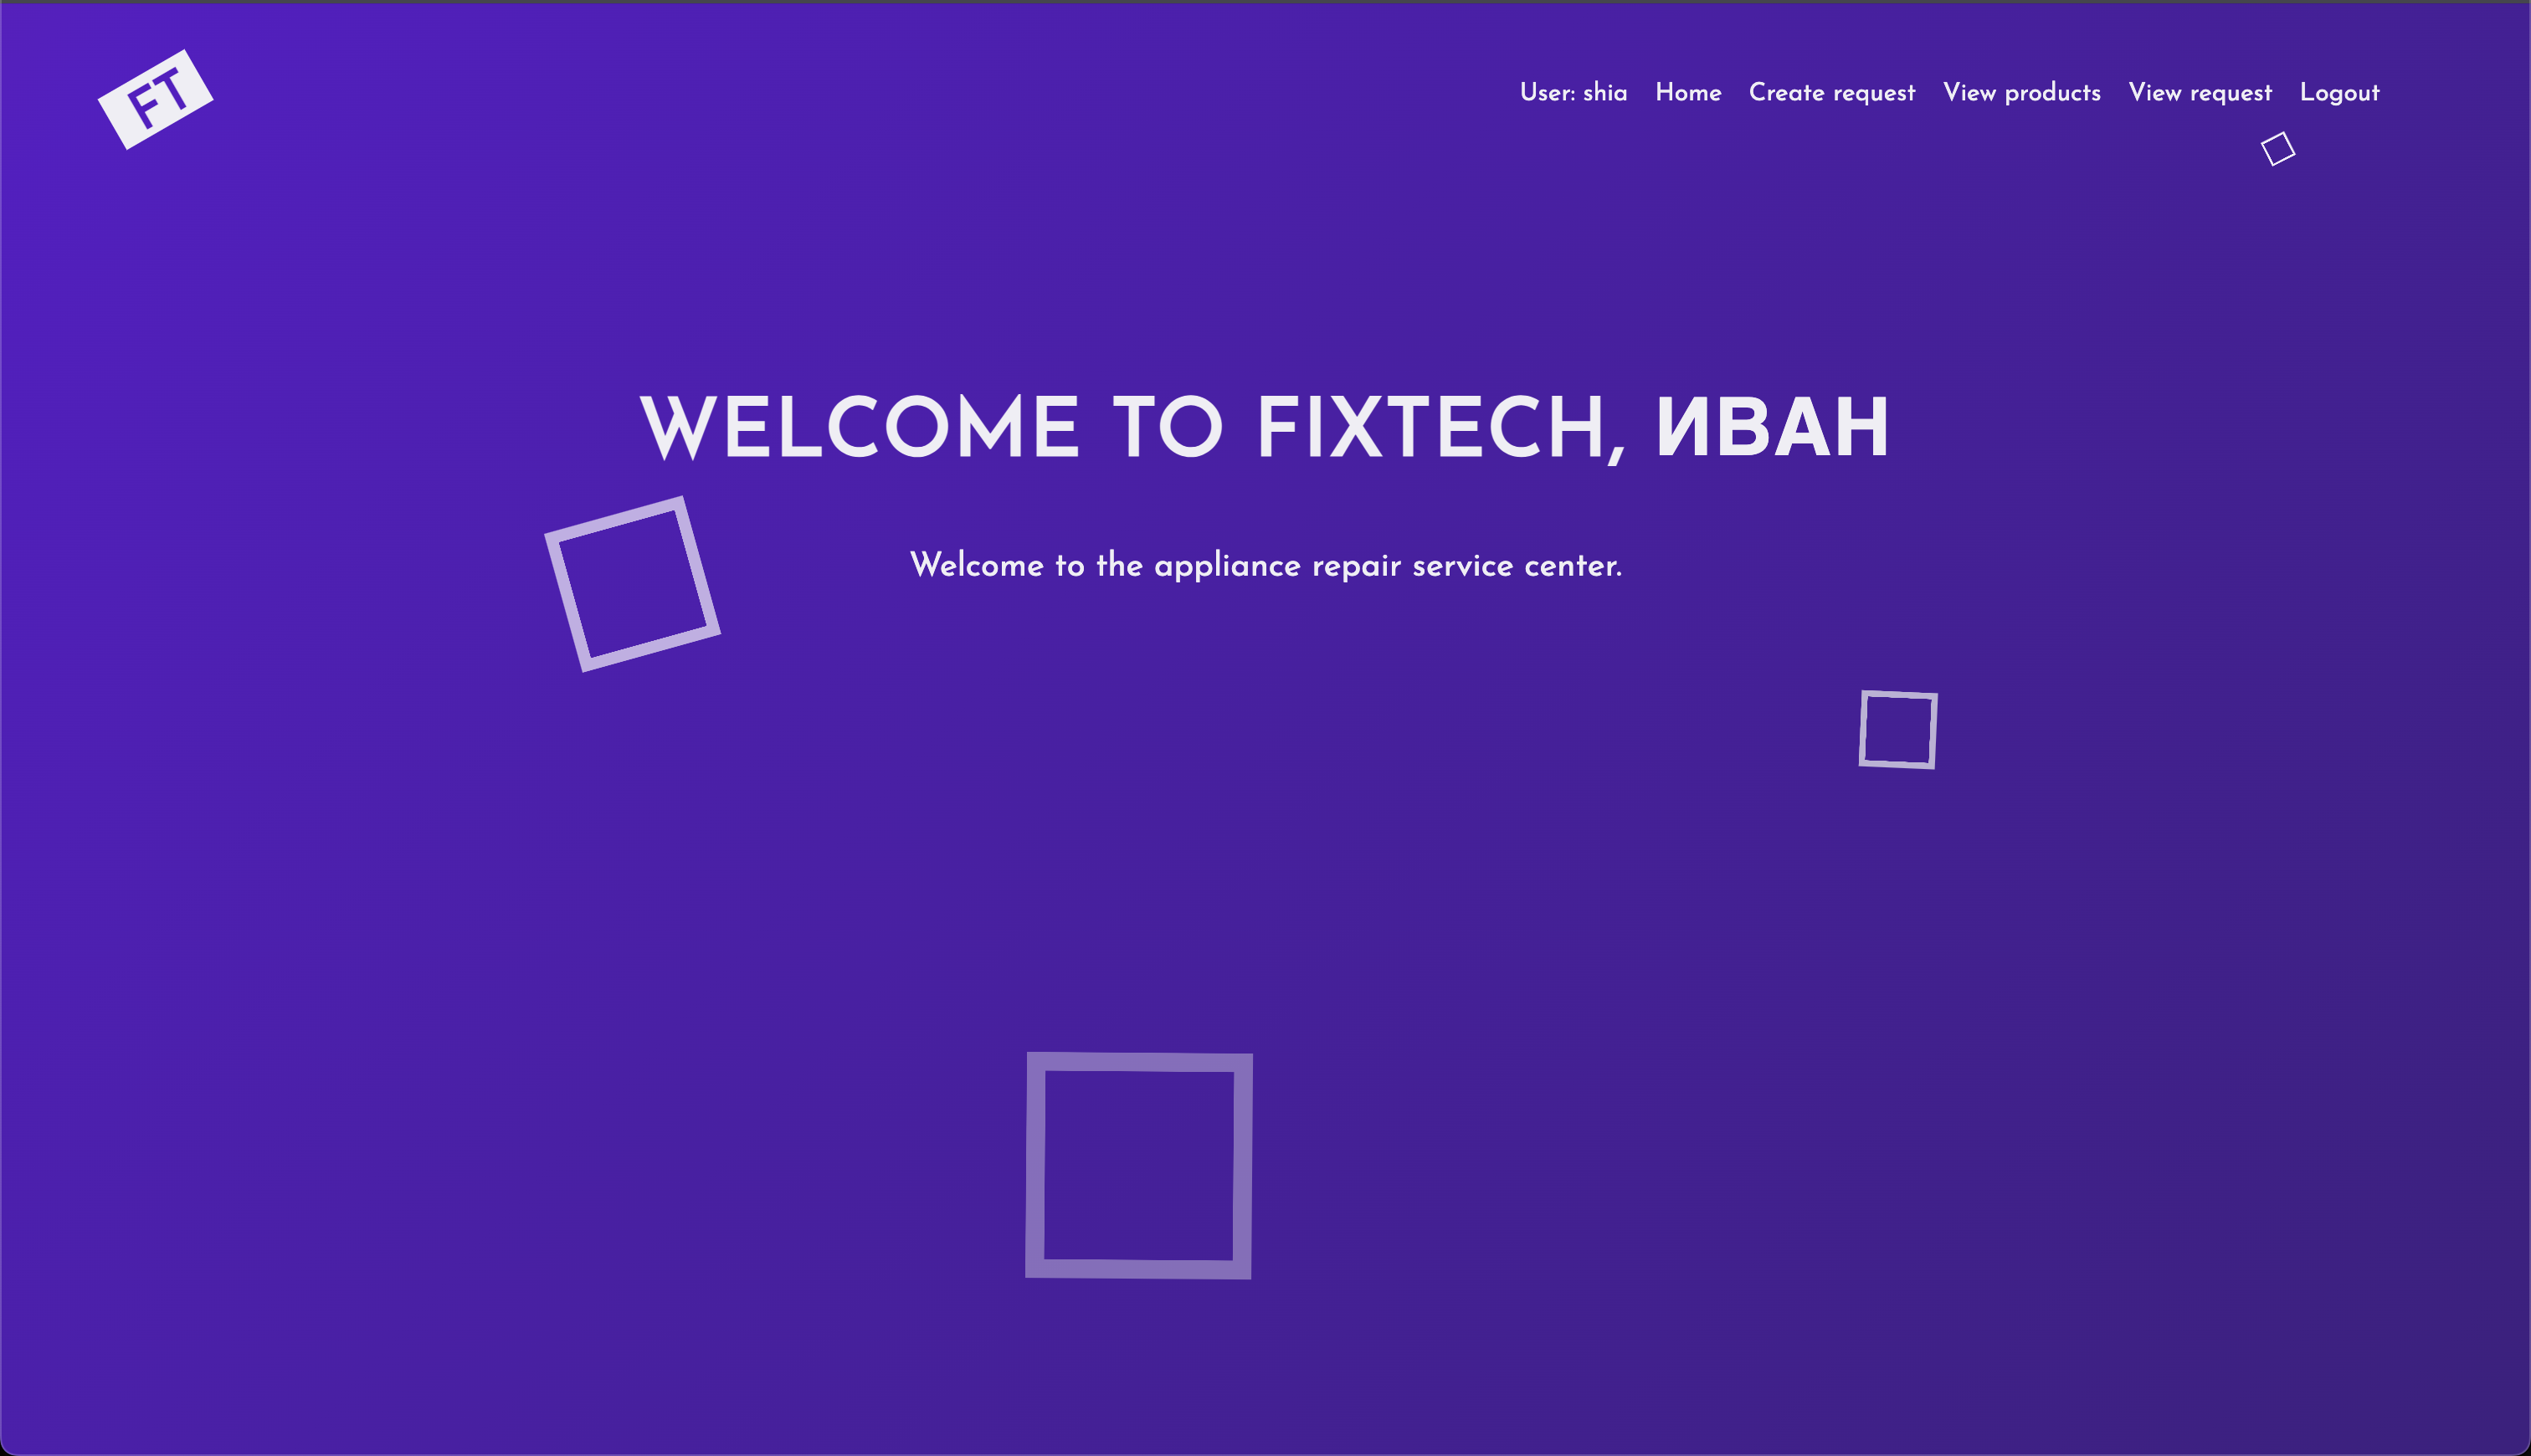 FT
User: shia Home Create request View products View request Logout
WELCOME TO FIXTECH, ИВАН
Welcome to the appliance repair service center.